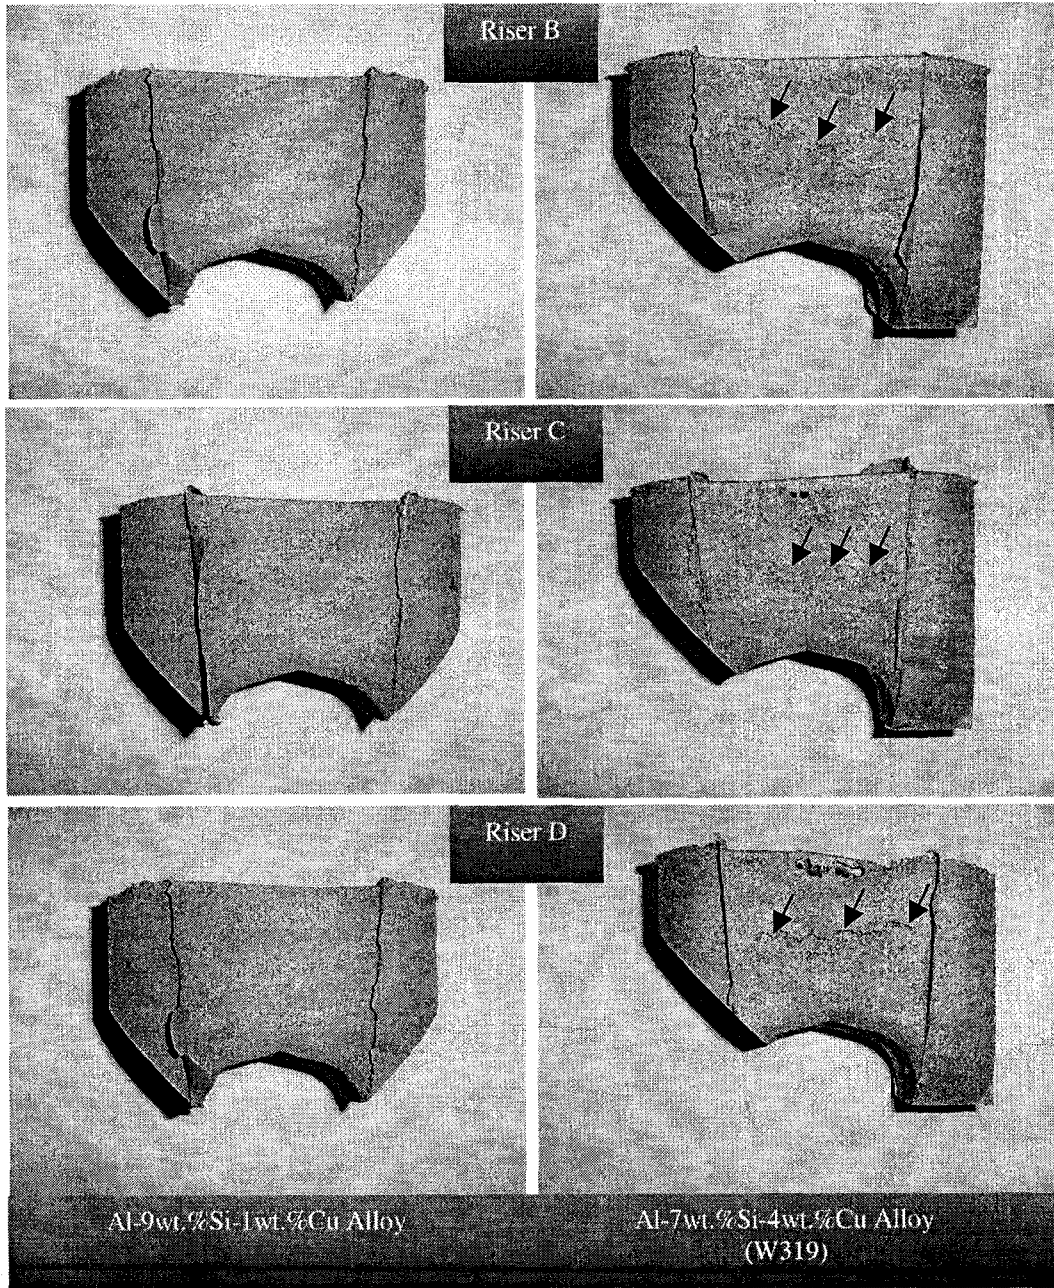 Riser B
Riser C
Riser D
Al-9wt.%Si-1wt.%Cu Alloy
Al-7wt.%Si-4wt.%Cu Alloy
(W319)